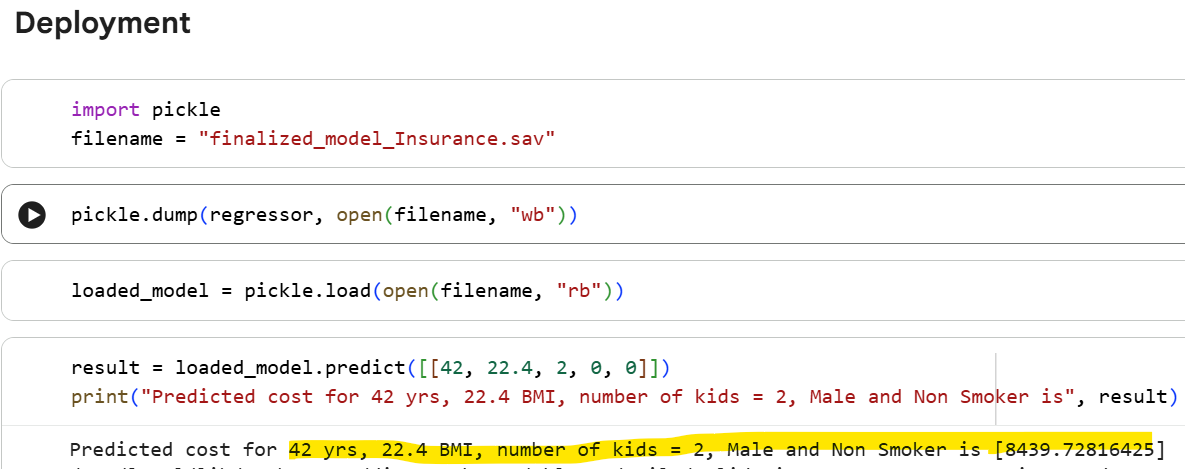 Deployment
import pickle
filename = "finalized_model_Insurance.sav"
pickle.dump(regressor, open(filename, "wb"))
loaded_model = pickle.load(open(filename, "rb"))
result = loaded_model.predict([[42, 22.4, 2, 0, 0]])
print("Predicted cost for 42 yrs, 22.4 BMI, number of kids = 2, Male and Non Smoker is", result)
Predicted cost for 42 yrs, 22.4 BMI, number of kids = 2, Male and Non Smoker is [8439.72816425]